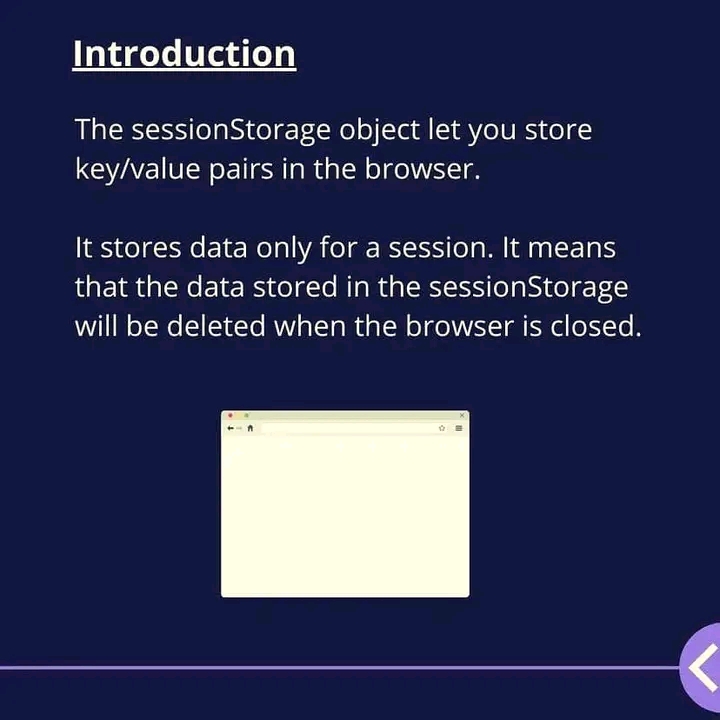 Introduction
The sessionStorage object let you store
key/value pairs in the browser.
It stores data only for a session. It means
that the data stored in the sessionStorage
will be deleted when the browser is closed.